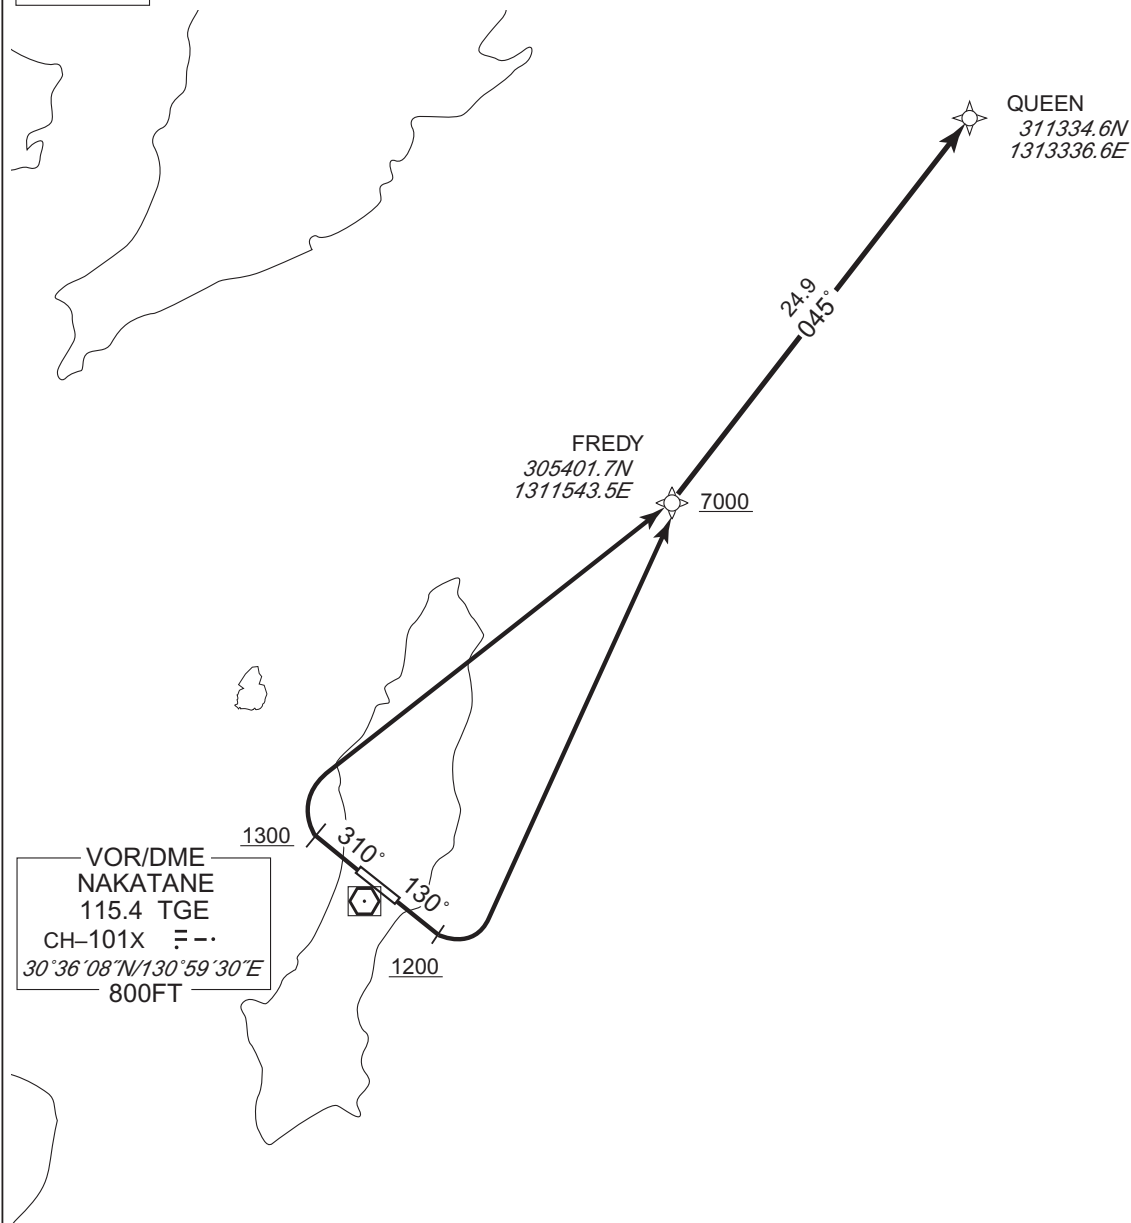 QUEEN
311334.6N
1313336.6E
24.9
045°
FREDY
305401.7N
1311543.5E
7000
1300
310°
130°
1200
VOR/DME
NAKATANE
115.4 TGE
CH–101X
30°36′08″N/130°59′30″E
800FT